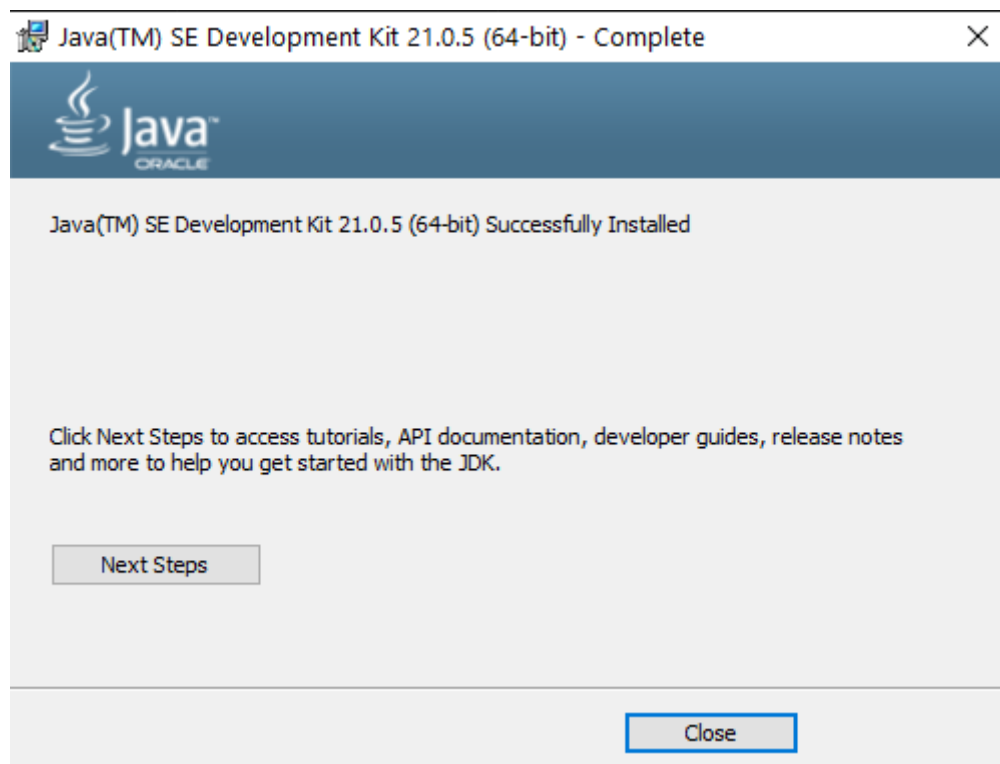 Java(TM) SE Development Kit 21.0.5 (64-bit) - Complete
Java™
ORACLE
Java(TM) SE Development Kit 21.0.5 (64-bit) Successfully Installed
Click Next Steps to access tutorials, API documentation, developer guides, release notes
and more to help you get started with the JDK.
Next Steps
Close